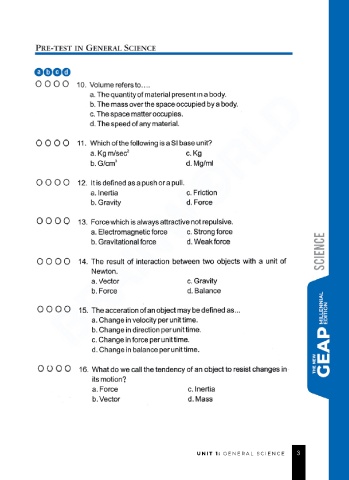 PRE-TEST IN GENERAL SCIENCE
a b c d
10. Volume refers to....
a. The quantity of material present in a body.
b. The mass over the space occupied by a body.
c. The space matter occupies.
d. The speed of any material.
11. Which of the following is a SI base unit?
a. Kg m/sec² c. Kg
b. G/cm³ d. Mg/ml
12. It is defined as a push or a pull.
a. Inertia c. Friction
b. Gravity d. Force
13. Force which is always attractive not repulsive.
a. Electromagnetic force c. Strong force
b. Gravitational force d. Weak force
14. The result of interaction between two objects with a unit of
Newton.
a. Vector c. Gravity
b. Force d. Balance
15. The acceration of an object may be defined as...
a. Change in velocity per unit time.
b. Change in direction per unit time.
c. Change in force per unit time.
d. Change in balance per unit time.
16. What do we call the tendency of an object to resist changes in
its motion?
a. Force c. Inertia
b. Vector d. Mass
SCIENCE
THE NEW GEAP MILLENNIAL EDITION
UNIT 1: GENERAL SCIENCE 3